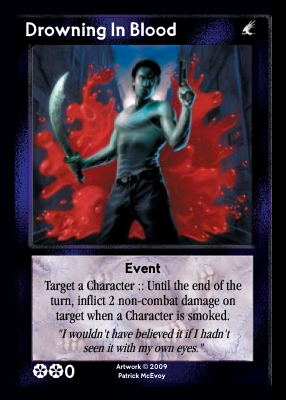 Drowning In Blood
Event
Target a Character :: Until the end of the
turn, inflict 2 non-combat damage on
target when a Character is smoked.
"I wouldn't have believed it if I hadn't
seen it with my own eyes."
Artwork © 2009
Patrick McEvoy
0